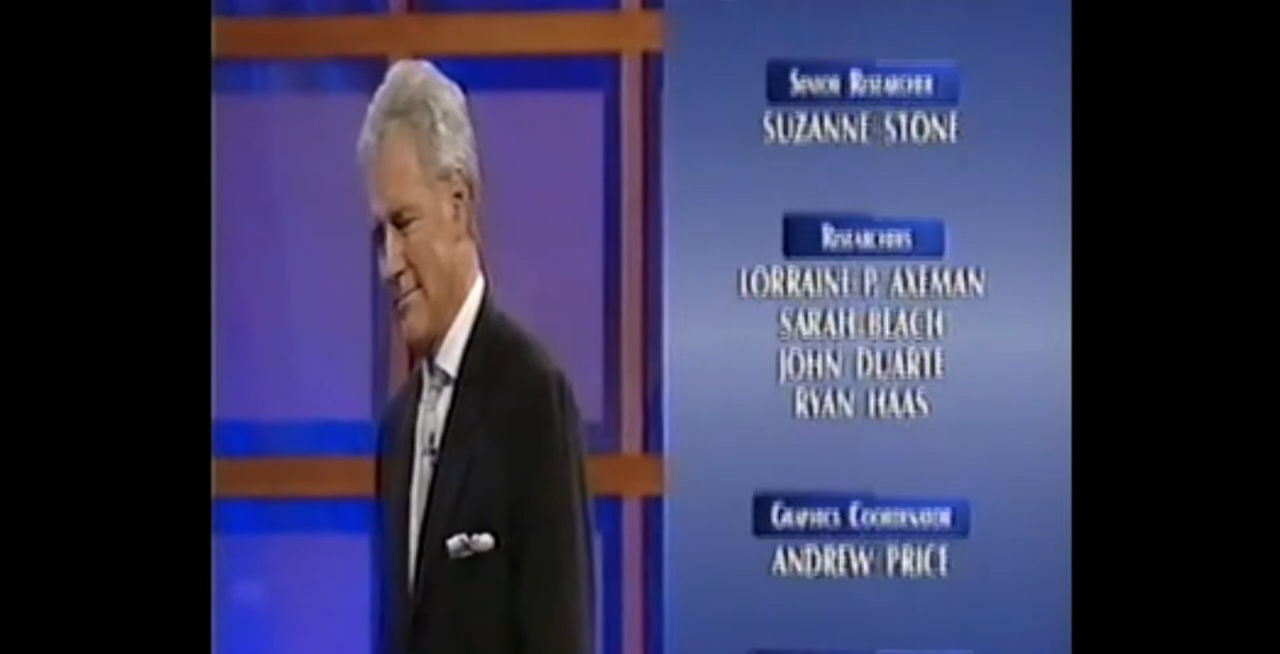 SENIOR RESEARCHER
SUZANNE STONE
RESEARCHERS
LORRAINE P. AXEMAN
SARAH BEACH
JOHN DUARTE
RYAN HAAS
GRAPHICS COORDINATOR
ANDREW PRICE